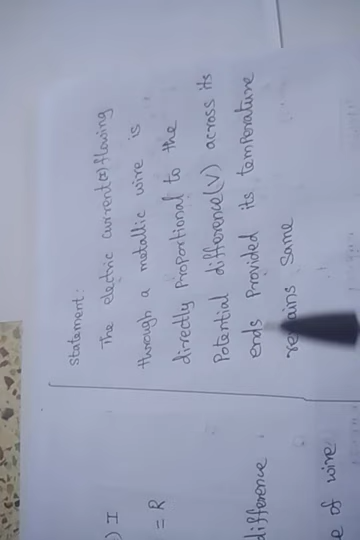 Statement:
The electric current(I) flowing
through a metallic wire is
directly proportional to the
Potential difference(V) across its
ends Provided its temperature
remains same
) I
= R
difference
e of wire